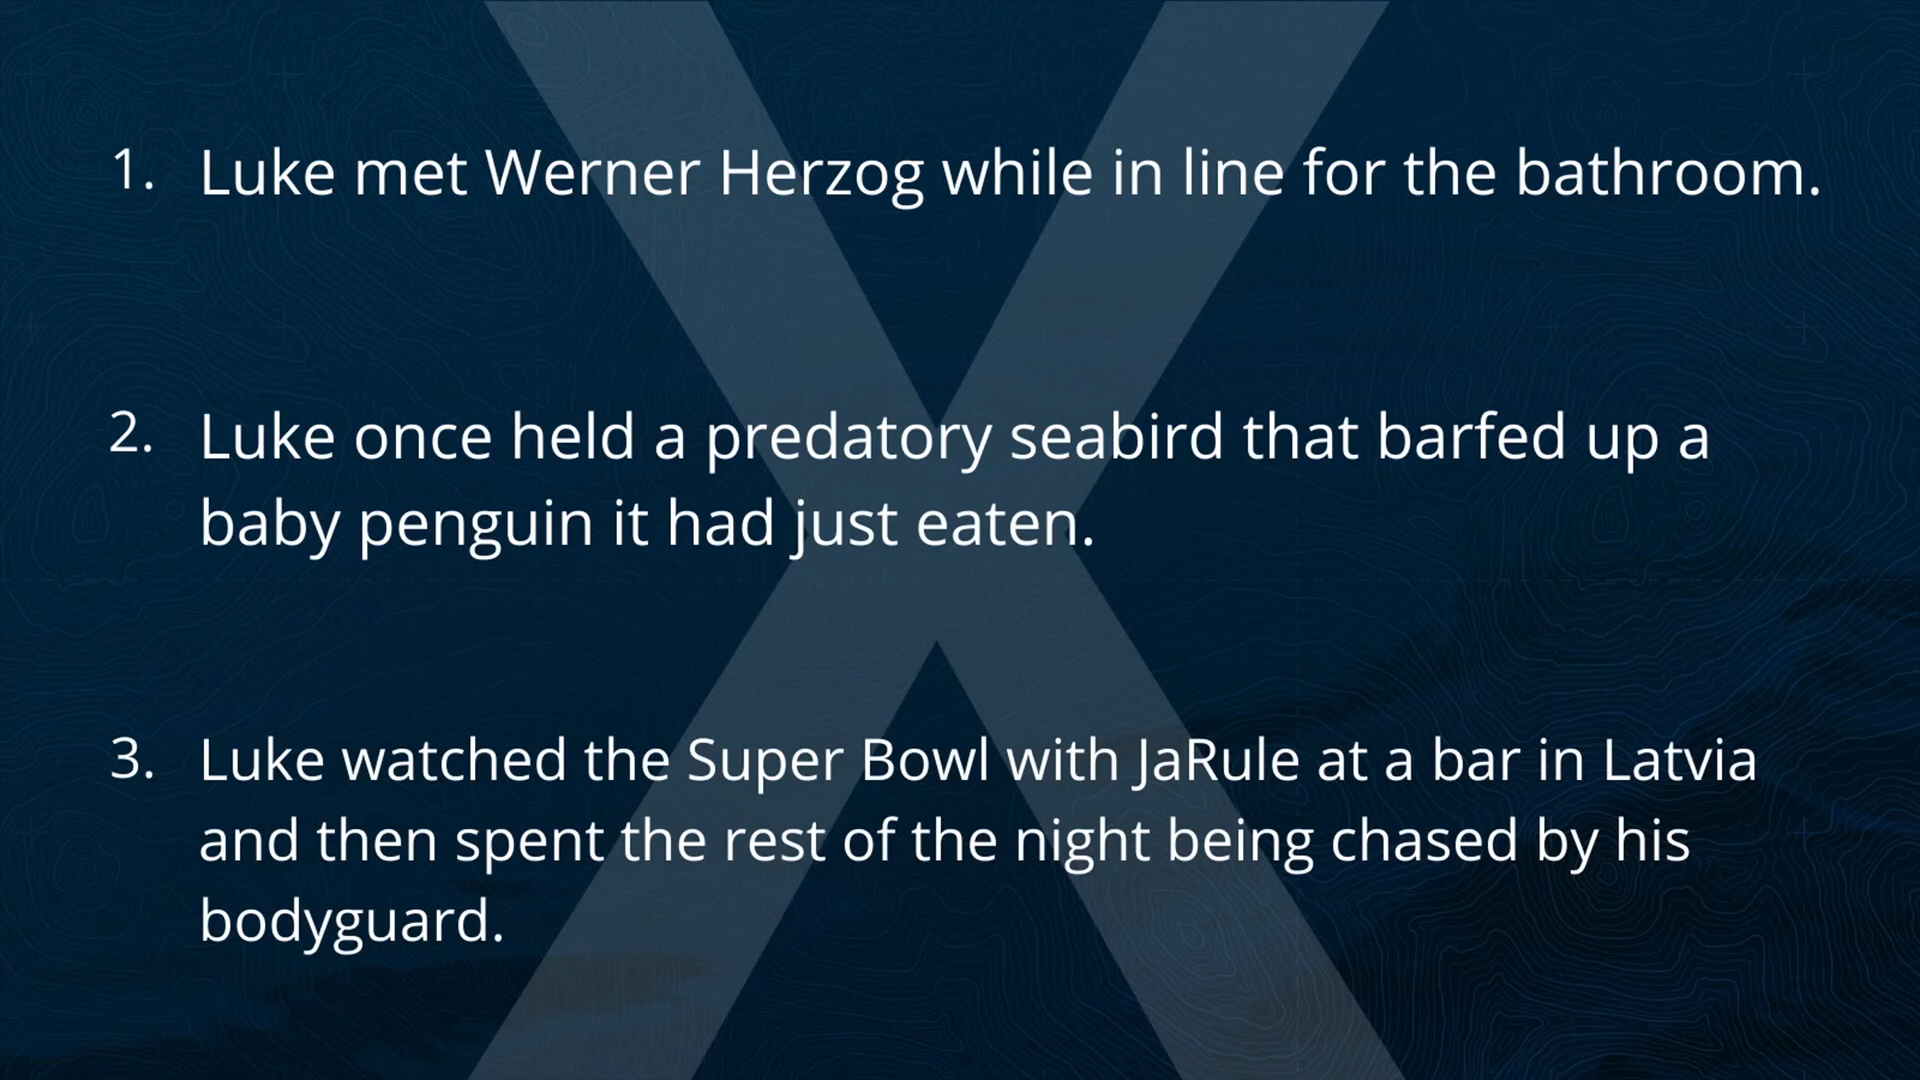 1. Luke met Werner Herzog while in line for the bathroom.
2. Luke once held a predatory seabird that barfed up a
baby penguin it had just eaten.
3. Luke watched the Super Bowl with JaRule at a bar in Latvia
and then spent the rest of the night being chased by his
bodyguard.